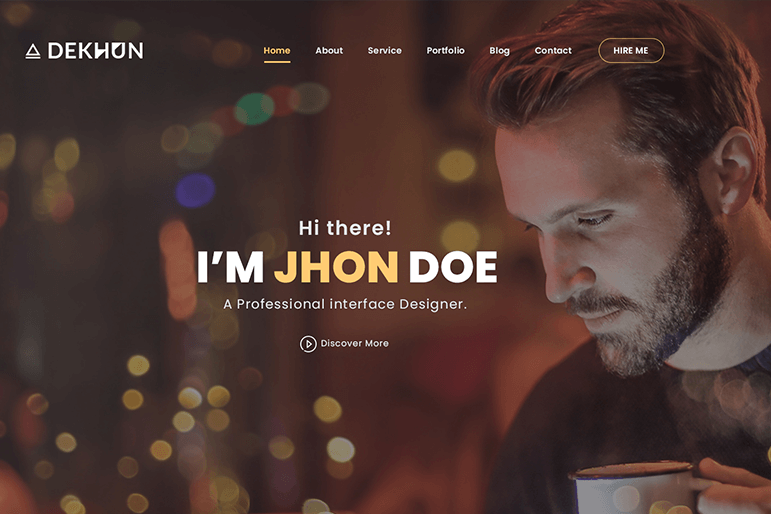 DEKHUN
Home About Service Portfolio Blog Contact HIRE ME
Hi there!
I'M JHON DOE
A Professional interface Designer.
Discover More